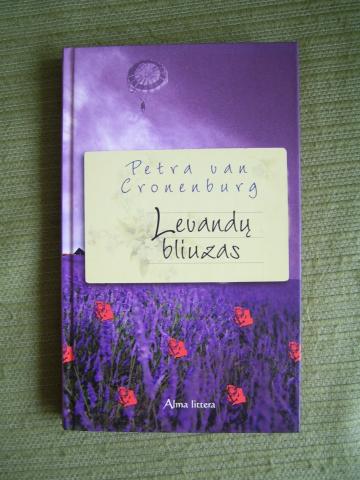 Petra van
Cronenburg
Levandų
bliuzas
Alma littera